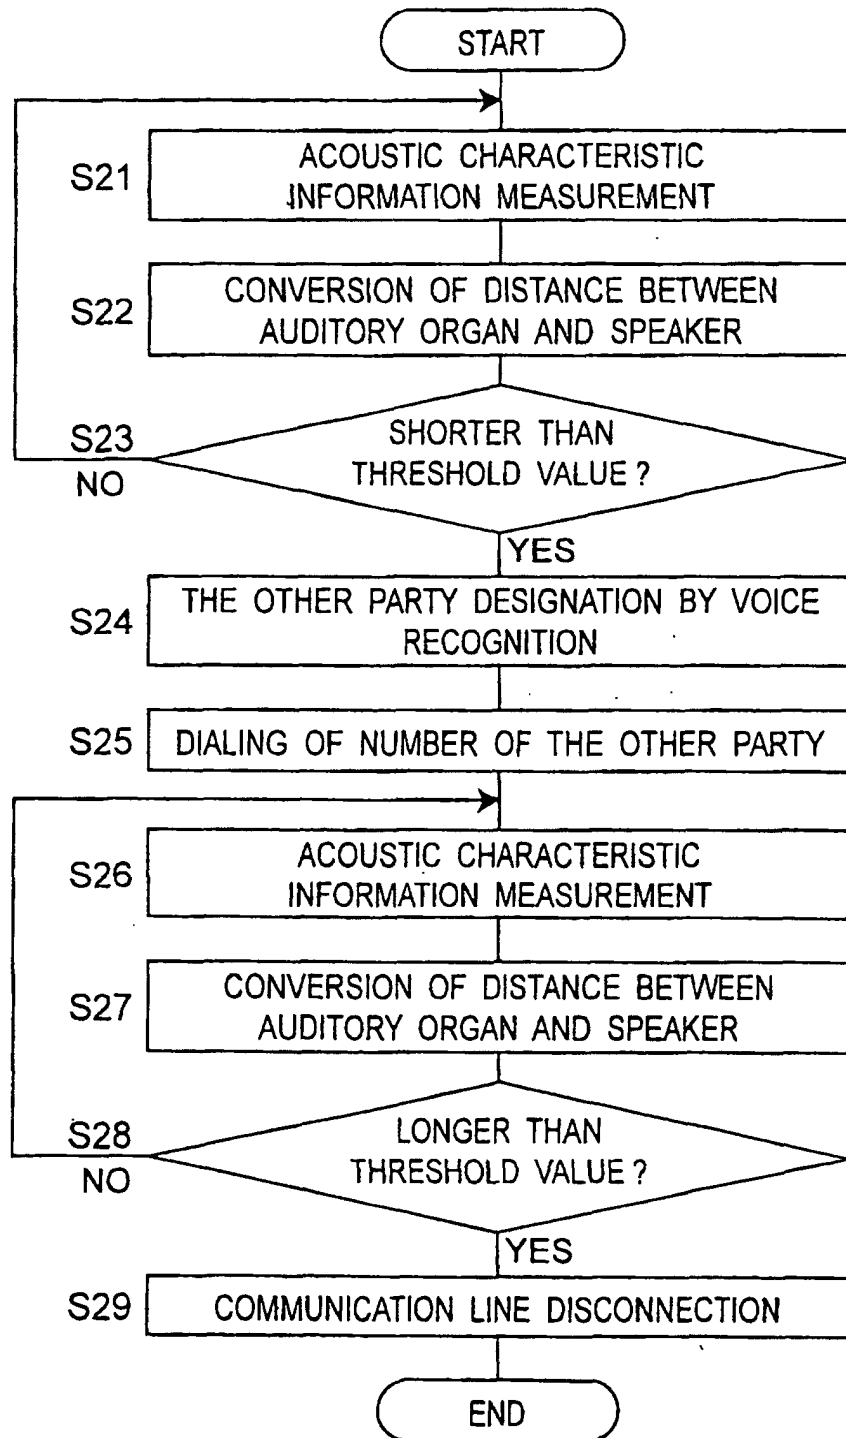 START
S21
ACOUSTIC CHARACTERISTIC
INFORMATION MEASUREMENT
S22
CONVERSION OF DISTANCE BETWEEN
AUDITORY ORGAN AND SPEAKER
S23
NO
SHORTER THAN
THRESHOLD VALUE?
YES
S24
THE OTHER PARTY DESIGNATION BY VOICE
RECOGNITION
S25
DIALING OF NUMBER OF THE OTHER PARTY
S26
ACOUSTIC CHARACTERISTIC
INFORMATION MEASUREMENT
S27
CONVERSION OF DISTANCE BETWEEN
AUDITORY ORGAN AND SPEAKER
S28
NO
LONGER THAN
THRESHOLD VALUE?
YES
S29
COMMUNICATION LINE DISCONNECTION
END